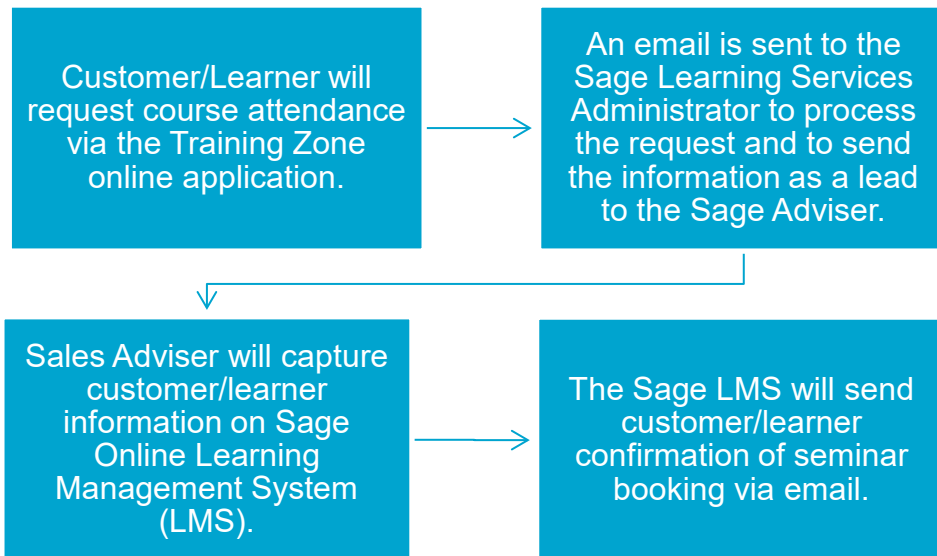 Customer/Learner will
request course attendance
via the Training Zone
online application.
An email is sent to the
Sage Learning Services
Administrator to process
the request and to send
the information as a lead
to the Sage Adviser.
Sales Adviser will capture
customer/learner
information on Sage
Online Learning
Management System
(LMS).
The Sage LMS will send
customer/learner
confirmation of seminar
booking via email.